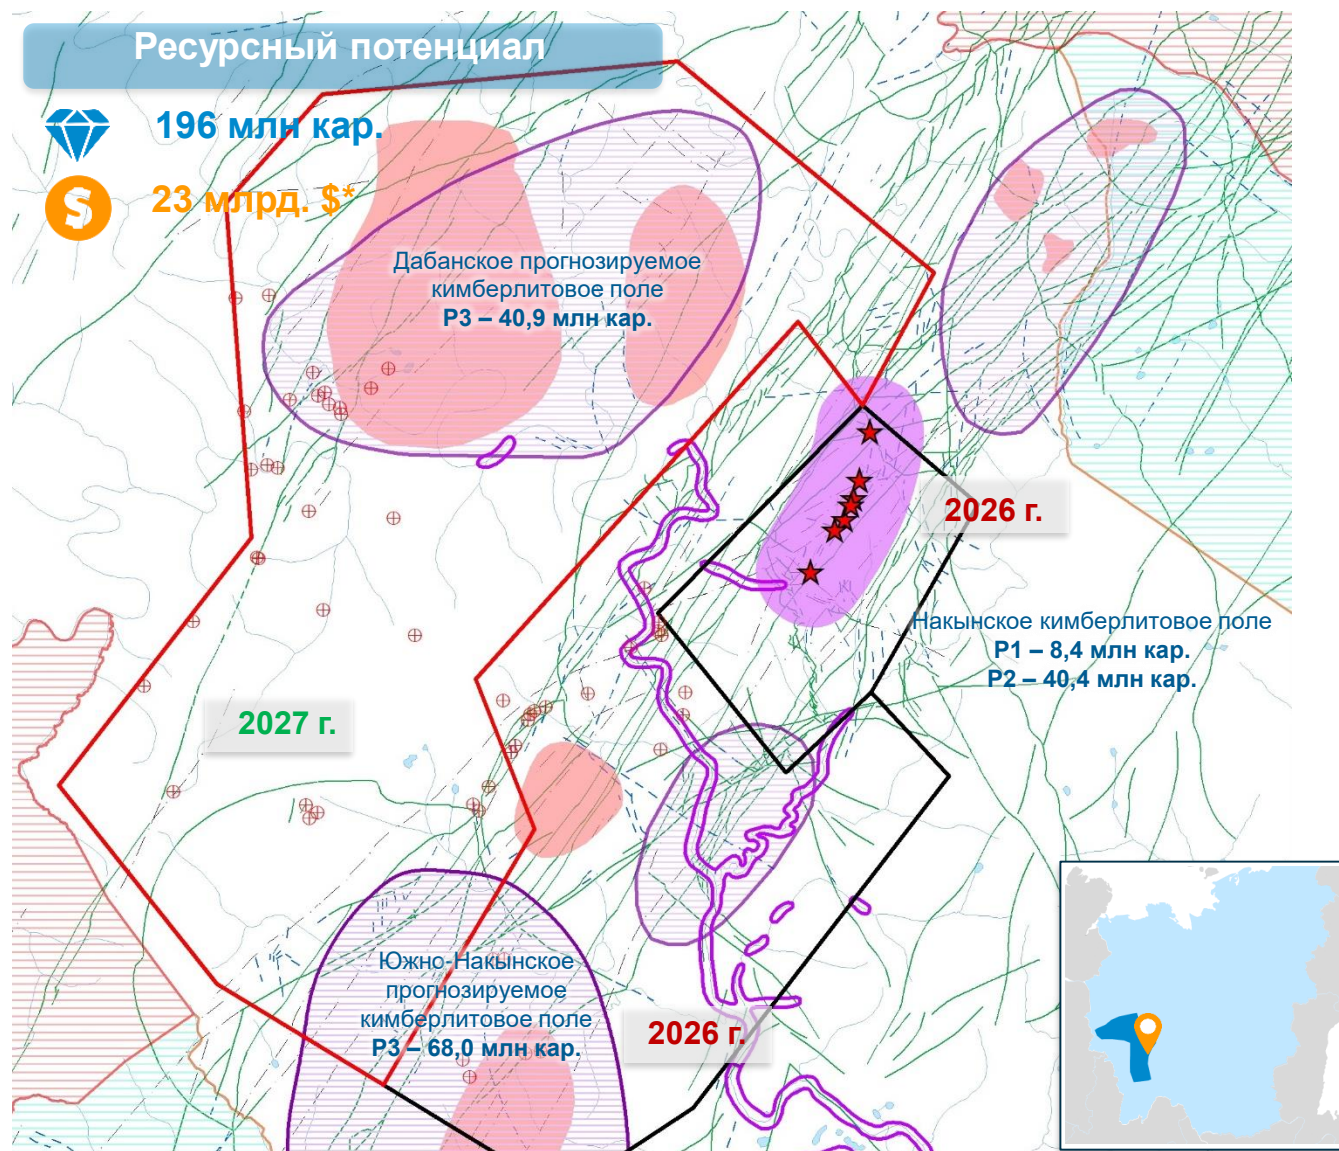 Ресурсный потенциал
196 млн кар.
23 млрд. $*
Дабанское прогнозируемое
кимберлитовое поле
Р3 – 40,9 млн кар.
2026 г.
Накынское кимберлитовое поле
Р1 – 8,4 млн кар.
Р2 – 40,4 млн кар.
2027 г.
Южно-Накынское
прогнозируемое
кимберлитовое поле
Р3 – 68,0 млн кар.
2026 г.